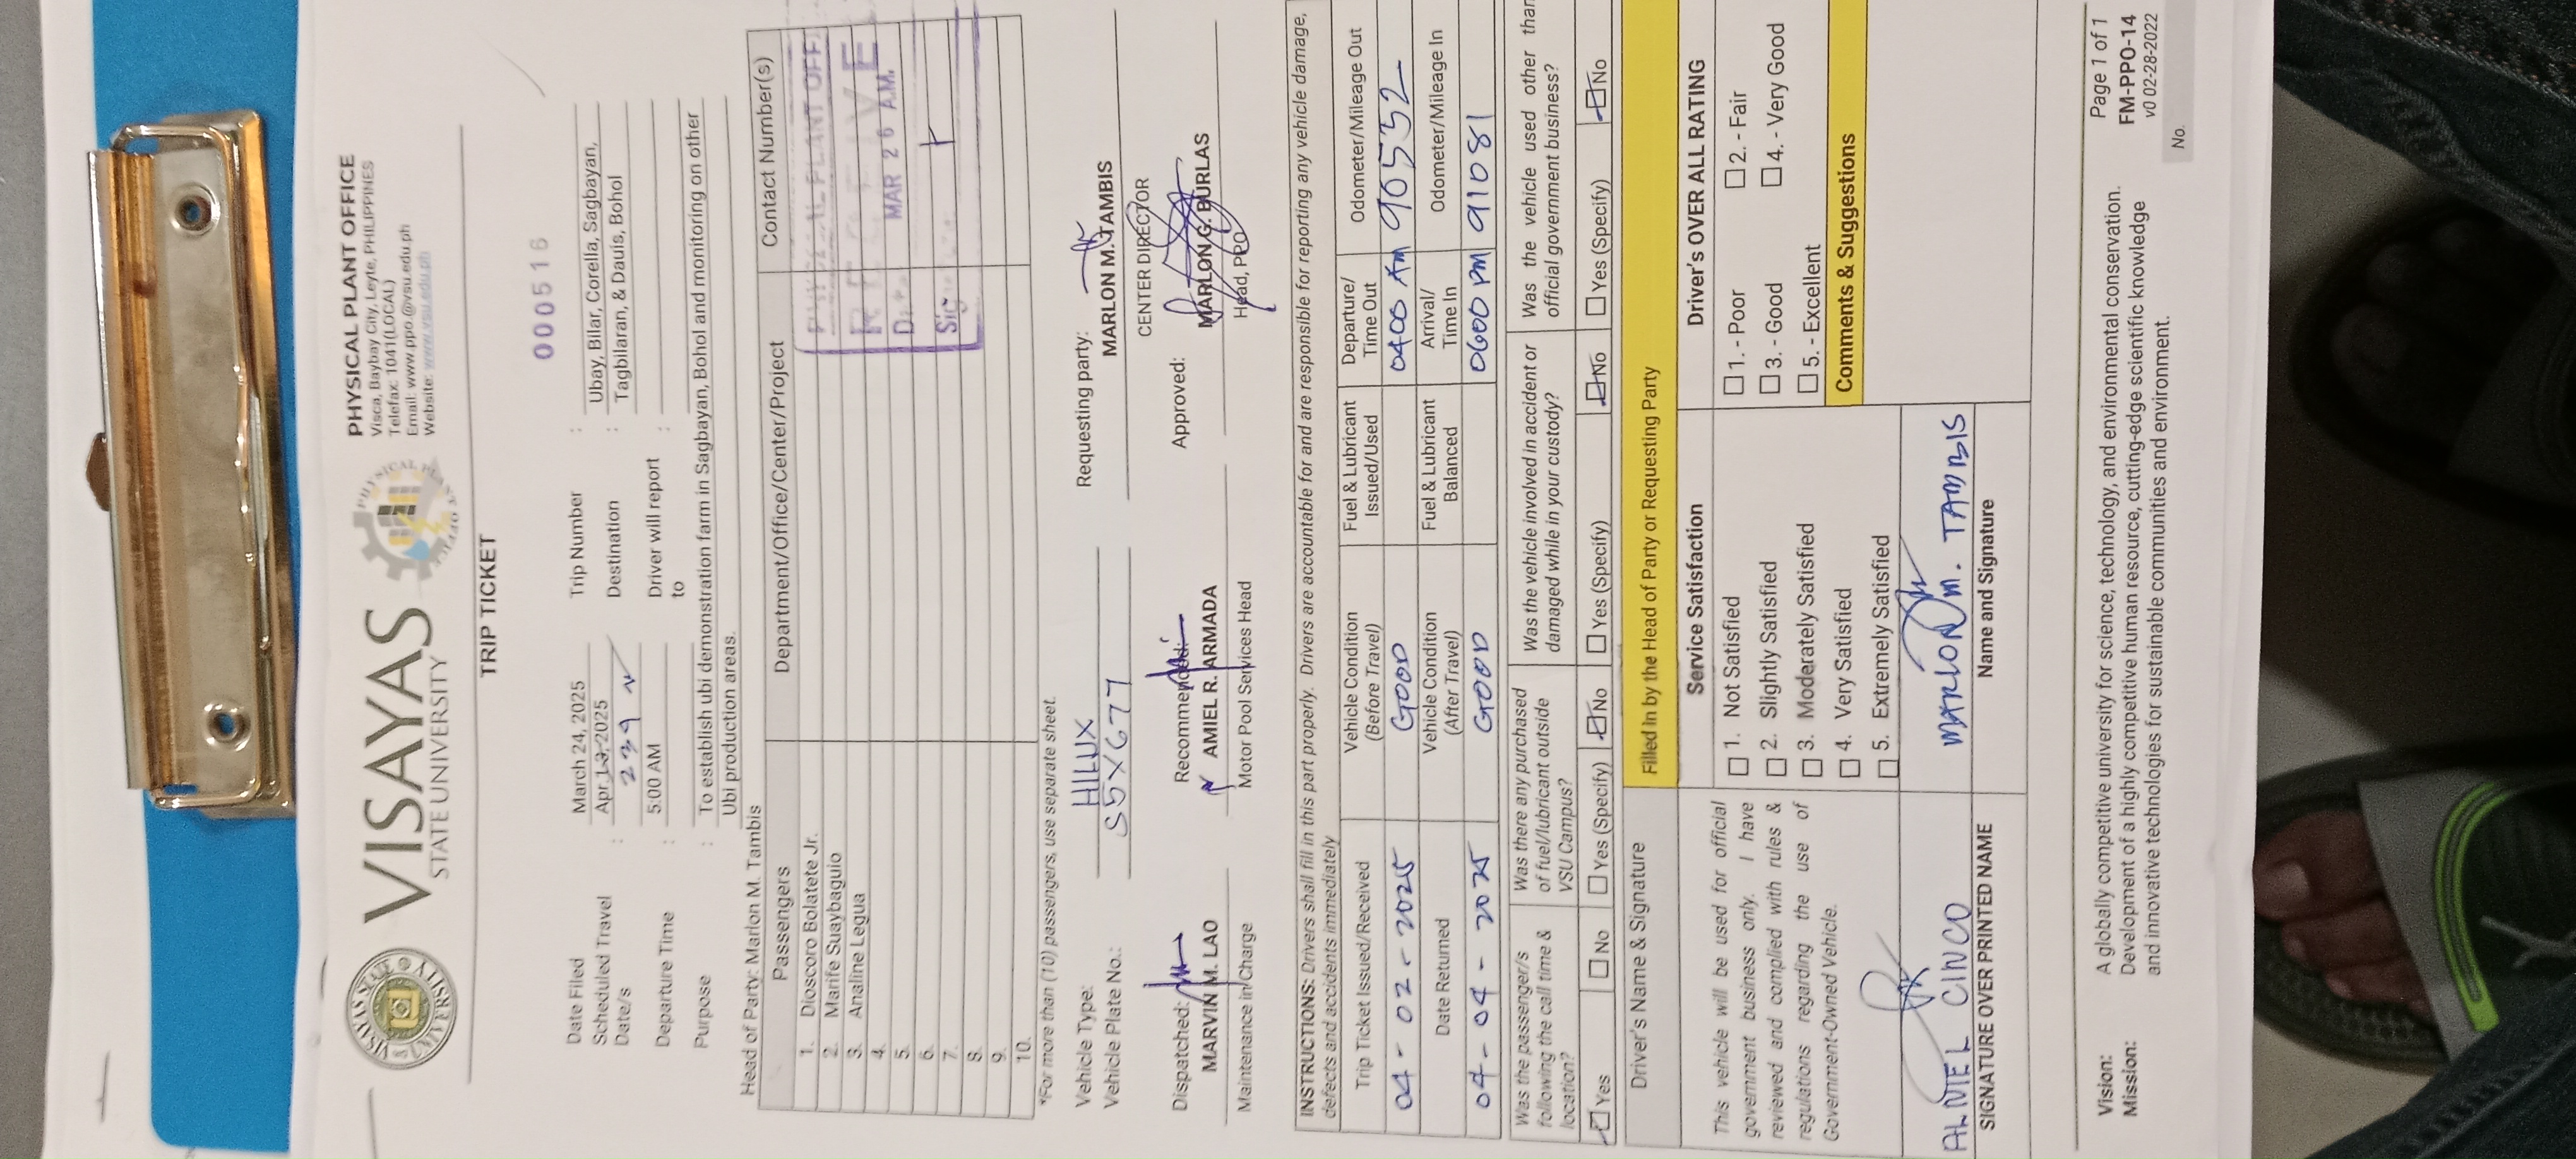 VISAYAS
STATE UNIVERSITY
PHYSICAL PLANT OFFICE
Visca, Baybay City, Leyte, PHILIPPINES
Telefax: 1041(LOCAL)
Email: www.ppo.@vsu.edu.ph
Website: www.vsu.edu.ph
TRIP TICKET
000516
Date Filed March 24, 2025 Trip Number :
Scheduled Travel Date/s : Apr 2025 Destination : Ubay, Bilar, Corella, Sagbayan, Tagbilaran, & Dauis, Bohol
239
Departure Time : 5:00 AM Driver will report to :
Purpose : To establish ubi demonstration farm in Sagbayan, Bohol and monitoring on other
Ubi production areas.
Head of Party: Marlon M. Tambis
Passengers Department/Office/Center/Project Contact Number(s)
1. Dioscoro Bolatete Jr.
2. Marife Suaybaguio
3. Analine Legua
4.
5.
6.
7.
8.
9.
10.
PHYSICAL PLANT OFF
MAR 26 AM.
*For more than (10) passengers, use separate sheet.
Vehicle Type: HILUX Requesting party:
Vehicle Plate No.: S5X677 MARLON M. TAMBIS
CENTER DIRECTOR
Dispatched: Recommended: Approved:
MARVIN M. LAO AMIEL R. ARMADA MARLON G. BURLAS
Maintenance in Charge Motor Pool Services Head Head, PPO
INSTRUCTIONS: Drivers shall fill in this part properly. Drivers are accountable for and are responsible for reporting any vehicle damage,
defects and accidents immediately
Trip Ticket Issued/Received Vehicle Condition (Before Travel) Fuel & Lubricant Issued/Used Departure/ Time Out Odometer/Mileage Out
04-02-2025 GOOD 0400 AM 90532
Date Returned Vehicle Condition (After Travel) Fuel & Lubricant Balanced Arrival/ Time In Odometer/Mileage In
04-04-2025 GOOD 0600 PM 91081
Was the passenger/s following the call time & location? Was there any purchased of fuel/lubricant outside VSU Campus? Was the vehicle involved in accident or damaged while in your custody? Was the vehicle used other than official government business?
☑Yes ☐No ☐Yes (Specify) ☑No ☐Yes (Specify) ☑No ☐Yes (Specify) ☑No
Driver's Name & Signature Filled in by the Head of Party or Requesting Party
This vehicle will be used for official
government business only. I have
reviewed and complied with rules &
regulations regarding the use of
Government-Owned Vehicle.
ALNIEL CINCO
SIGNATURE OVER PRINTED NAME
Service Satisfaction
☐ 1. Not Satisfied
☐ 2. Slightly Satisfied
☐ 3. Moderately Satisfied
☐ 4. Very Satisfied
☐ 5. Extremely Satisfied
MARLON M. TAMBIS
Name and Signature
Driver's OVER ALL RATING
☐ 1. - Poor ☐ 2. - Fair
☐ 3. - Good ☐ 4. - Very Good
☐ 5. - Excellent
Comments & Suggestions
Vision: A globally competitive university for science, technology, and environmental conservation.
Mission: Development of a highly competitive human resource, cutting-edge scientific knowledge
and innovative technologies for sustainable communities and environment.
Page 1 of 1
FM-PPO-14
v0 02-28-2022
No.